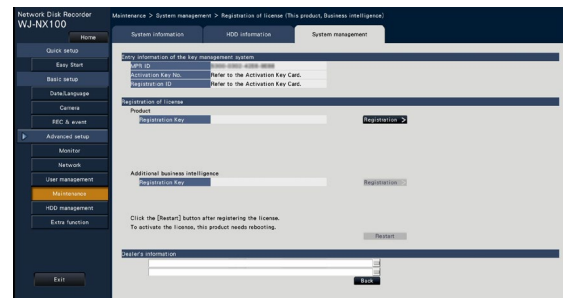 Network Disk Recorder
WJ-NX100
Home
Maintenance > System management > Registration of license (This product, Business intelligence)
System information
HDD information
System management
Quick setup
Easy Start
Basic setup
Date/Language
Camera
REC & event
Advanced setup
Monitor
Network
User management
Maintenance
HDD management
Extra function
Exit
Entry information of the key management system
MPR ID
Activation Key No. Refer to the Activation Key Card.
Registration ID Refer to the Activation Key Card.
Registration of license
Product
Registration Key
Registration >
Additional business intelligence
Registration Key
Registration
Click the [Restart] button after registering the license.
To activate the license, this product needs rebooting.
Restart
Dealer's information
Back